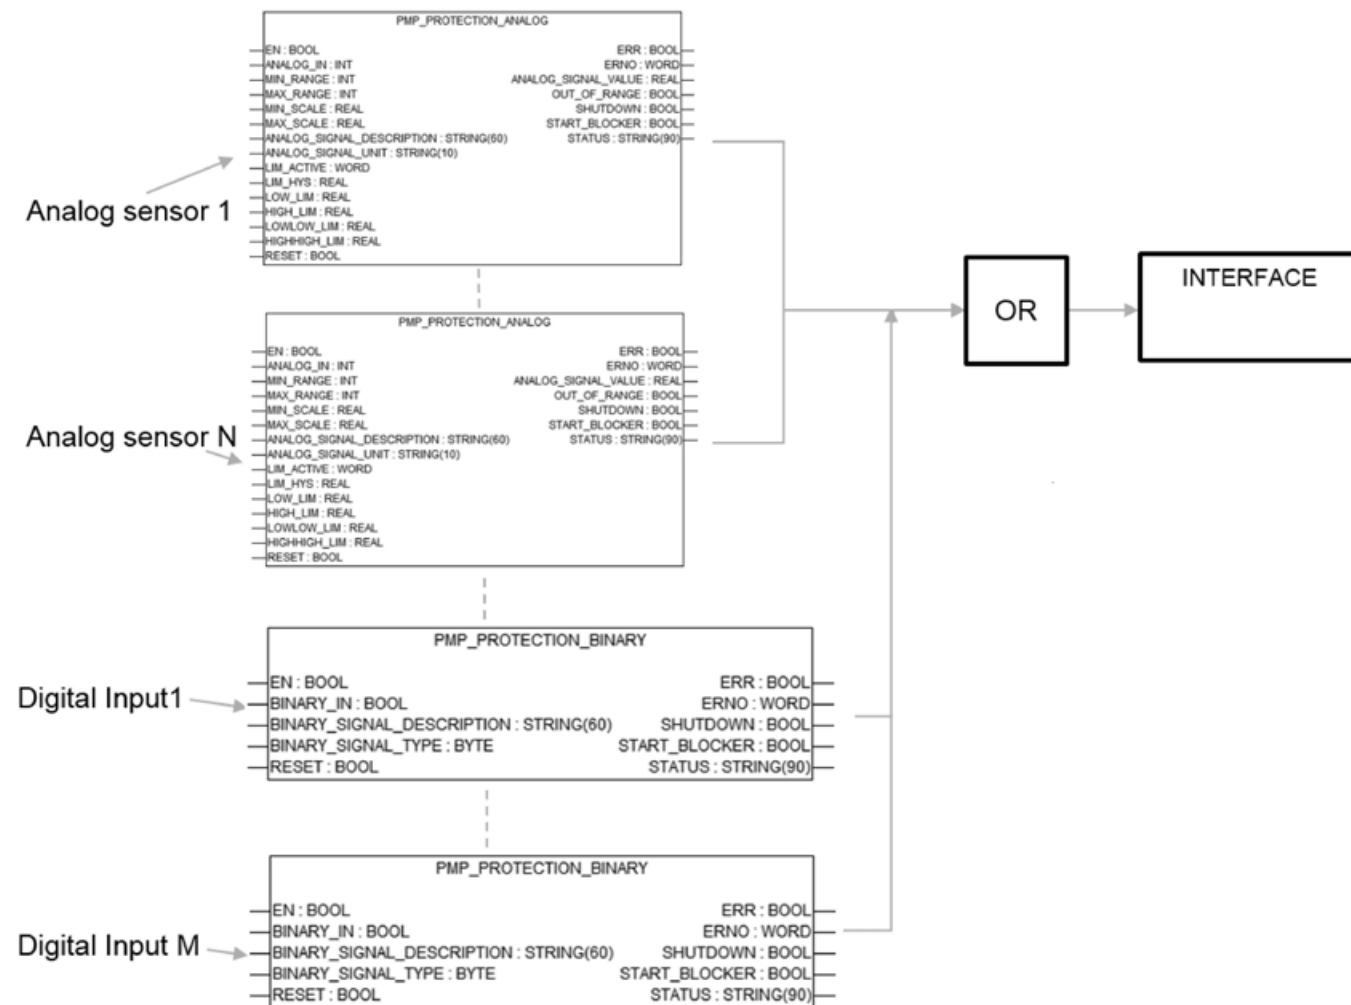 PMP_PROTECTION_ANALOG
EN : BOOL ERR : BOOL
ANALOG_IN : INT ERNO : WORD
MIN_RANGE : INT ANALOG_SIGNAL_VALUE : REAL
MAX_RANGE : INT OUT_OF_RANGE : BOOL
MIN_SCALE : REAL SHUTDOWN : BOOL
MAX_SCALE : REAL START_BLOCKER : BOOL
ANALOG_SIGNAL_DESCRIPTION : STRING(60) STATUS : STRING(90)
ANALOG_SIGNAL_UNIT : STRING(10)
LIM_ACTIVE : WORD
LIM_HYS : REAL
LOW_LIM : REAL
HIGH_LIM : REAL
LOWLOW_LIM : REAL
HIGHHIGH_LIM : REAL
RESET : BOOL
Analog sensor 1
PMP_PROTECTION_ANALOG
EN : BOOL ERR : BOOL
ANALOG_IN : INT ERNO : WORD
MIN_RANGE : INT ANALOG_SIGNAL_VALUE : REAL
MAX_RANGE : INT OUT_OF_RANGE : BOOL
MIN_SCALE : REAL SHUTDOWN : BOOL
MAX_SCALE : REAL START_BLOCKER : BOOL
ANALOG_SIGNAL_DESCRIPTION : STRING(60) STATUS : STRING(90)
ANALOG_SIGNAL_UNIT : STRING(10)
LIM_ACTIVE : WORD
LIM_HYS : REAL
LOW_LIM : REAL
HIGH_LIM : REAL
LOWLOW_LIM : REAL
HIGHHIGH_LIM : REAL
RESET : BOOL
Analog sensor N
OR
INTERFACE
PMP_PROTECTION_BINARY
EN : BOOL ERR : BOOL
BINARY_IN : BOOL ERNO : WORD
BINARY_SIGNAL_DESCRIPTION : STRING(60) SHUTDOWN : BOOL
BINARY_SIGNAL_TYPE : BYTE START_BLOCKER : BOOL
RESET : BOOL STATUS : STRING(90)
Digital Input1
PMP_PROTECTION_BINARY
EN : BOOL ERR : BOOL
BINARY_IN : BOOL ERNO : WORD
BINARY_SIGNAL_DESCRIPTION : STRING(60) SHUTDOWN : BOOL
BINARY_SIGNAL_TYPE : BYTE START_BLOCKER : BOOL
RESET : BOOL STATUS : STRING(90)
Digital Input M